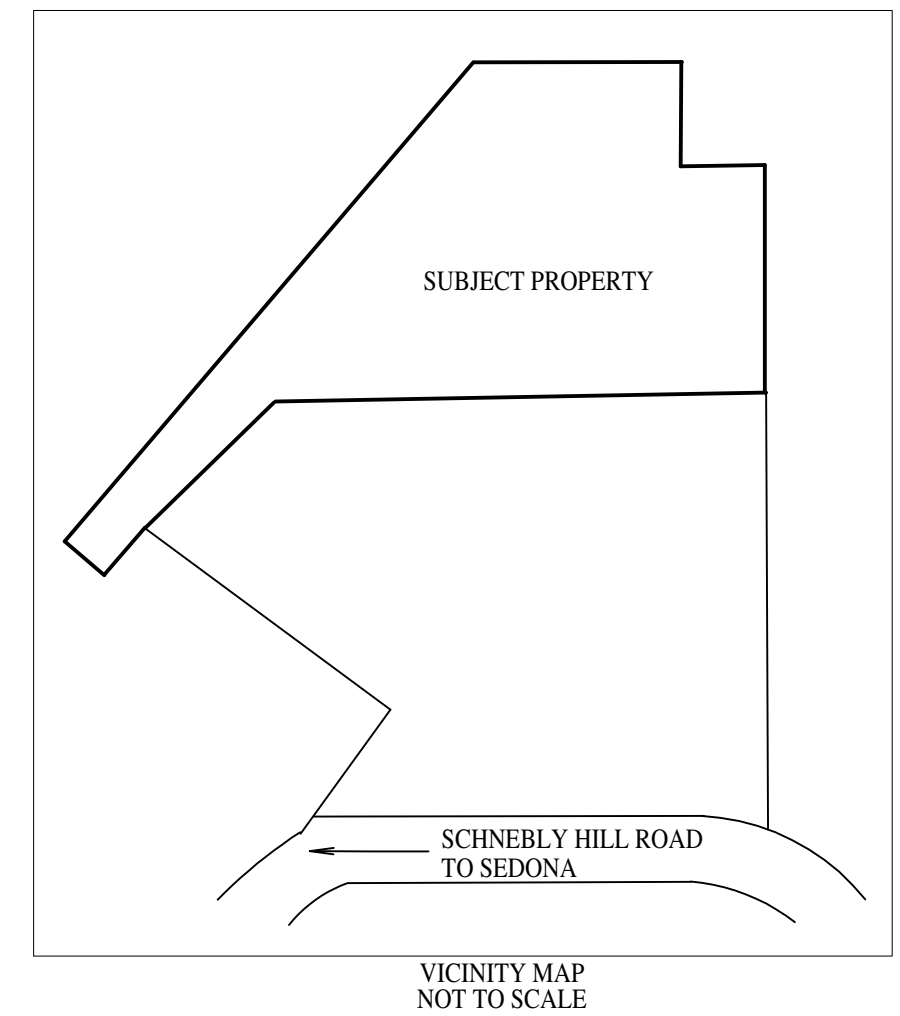 SUBJECT PROPERTY
SCHNEBLY HILL ROAD
TO SEDONA
VICINITY MAP
NOT TO SCALE